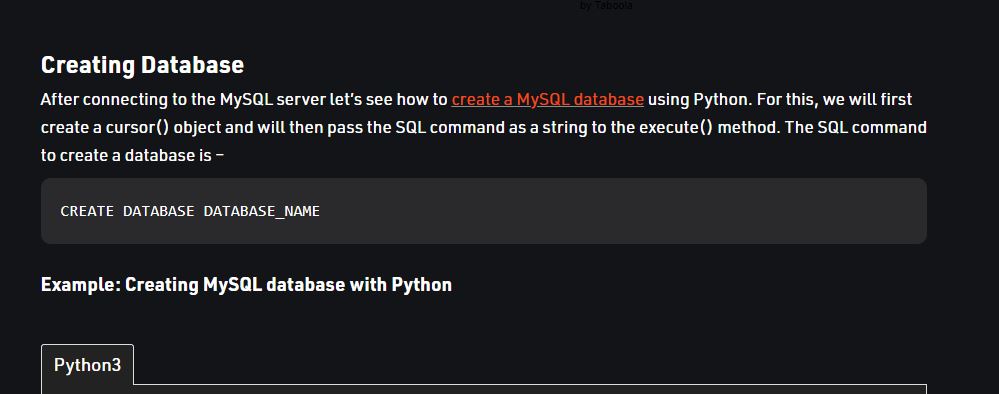 by Taboola
Creating Database
After connecting to the MySQL server let's see how to create a MySQL database using Python. For this, we will first
create a cursor() object and will then pass the SQL command as a string to the execute() method. The SQL command
to create a database is –
CREATE DATABASE DATABASE_NAME
Example: Creating MySQL database with Python
Python3